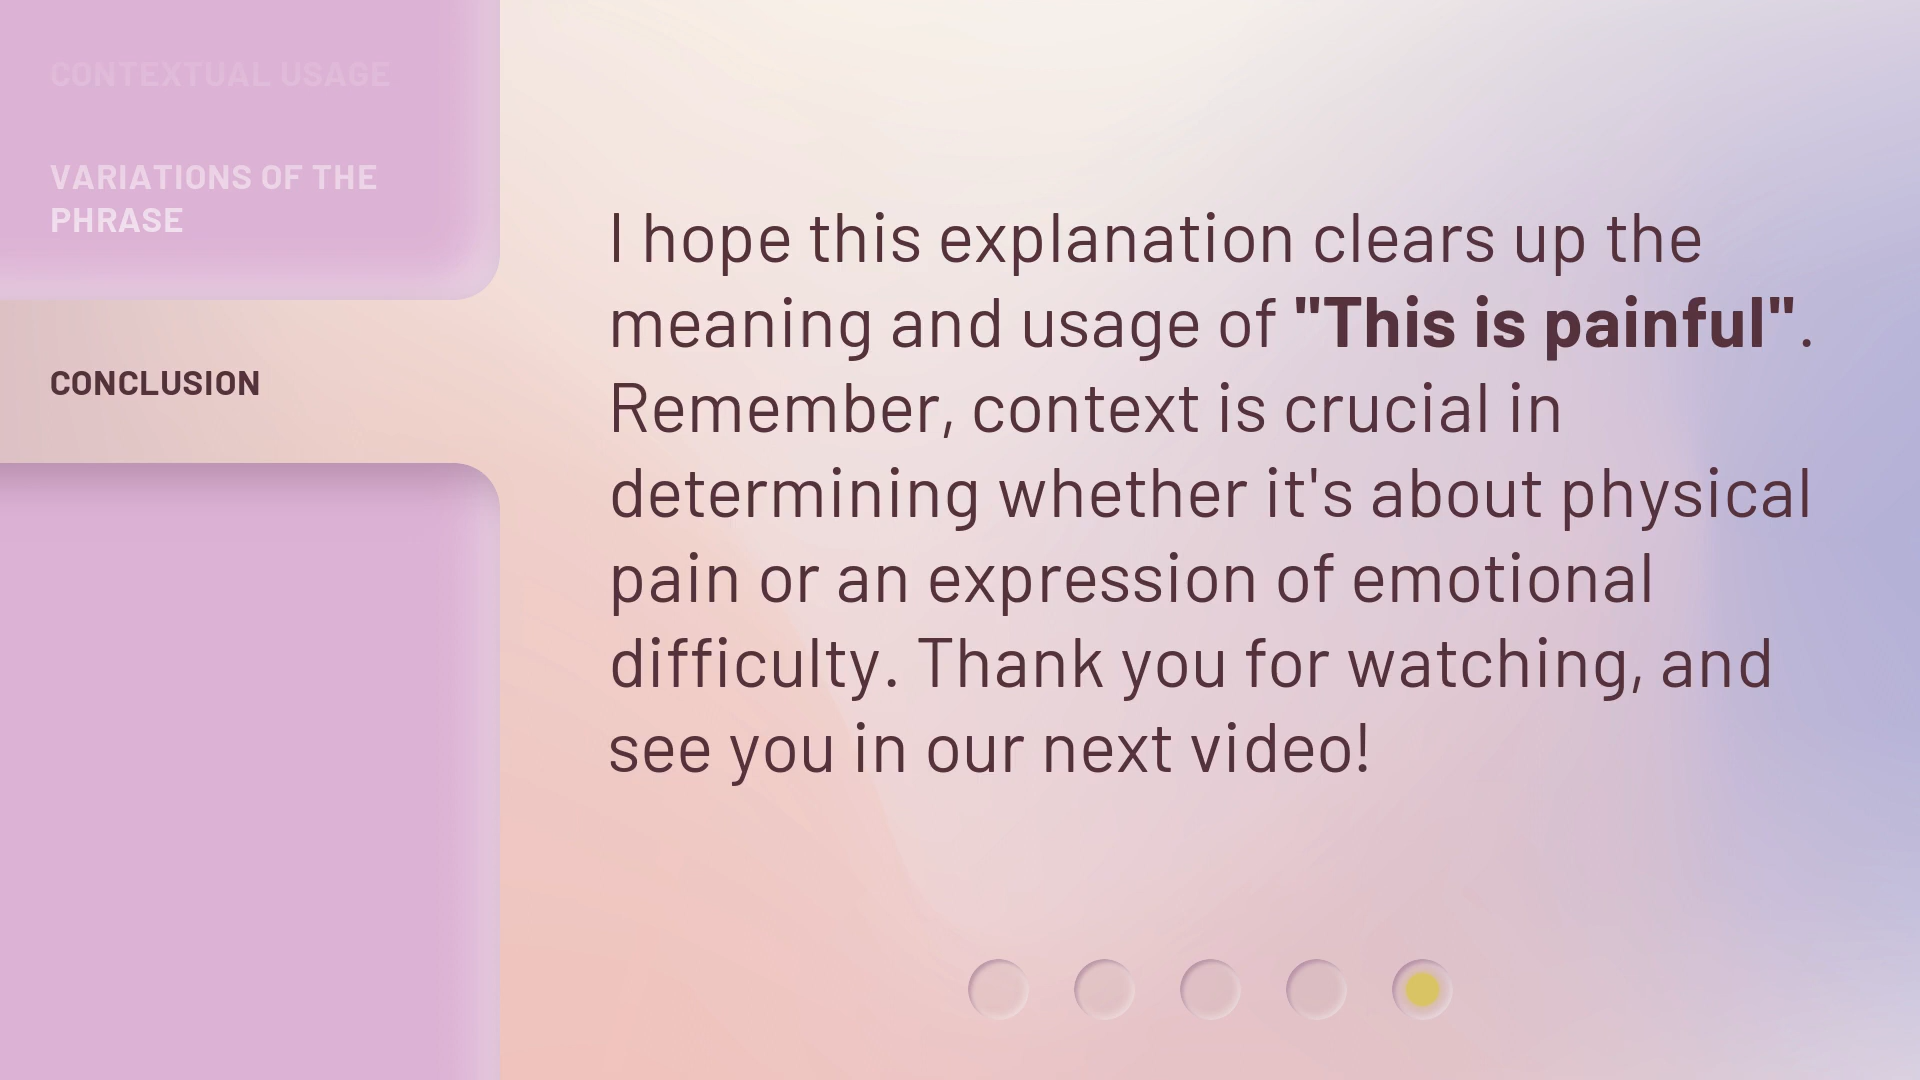 CONTEXTUAL USAGE
VARIATIONS OF THE
PHRASE
CONCLUSION
I hope this explanation clears up the
meaning and usage of "This is painful".
Remember, context is crucial in
determining whether it's about physical
pain or an expression of emotional
difficulty. Thank you for watching, and
see you in our next video!